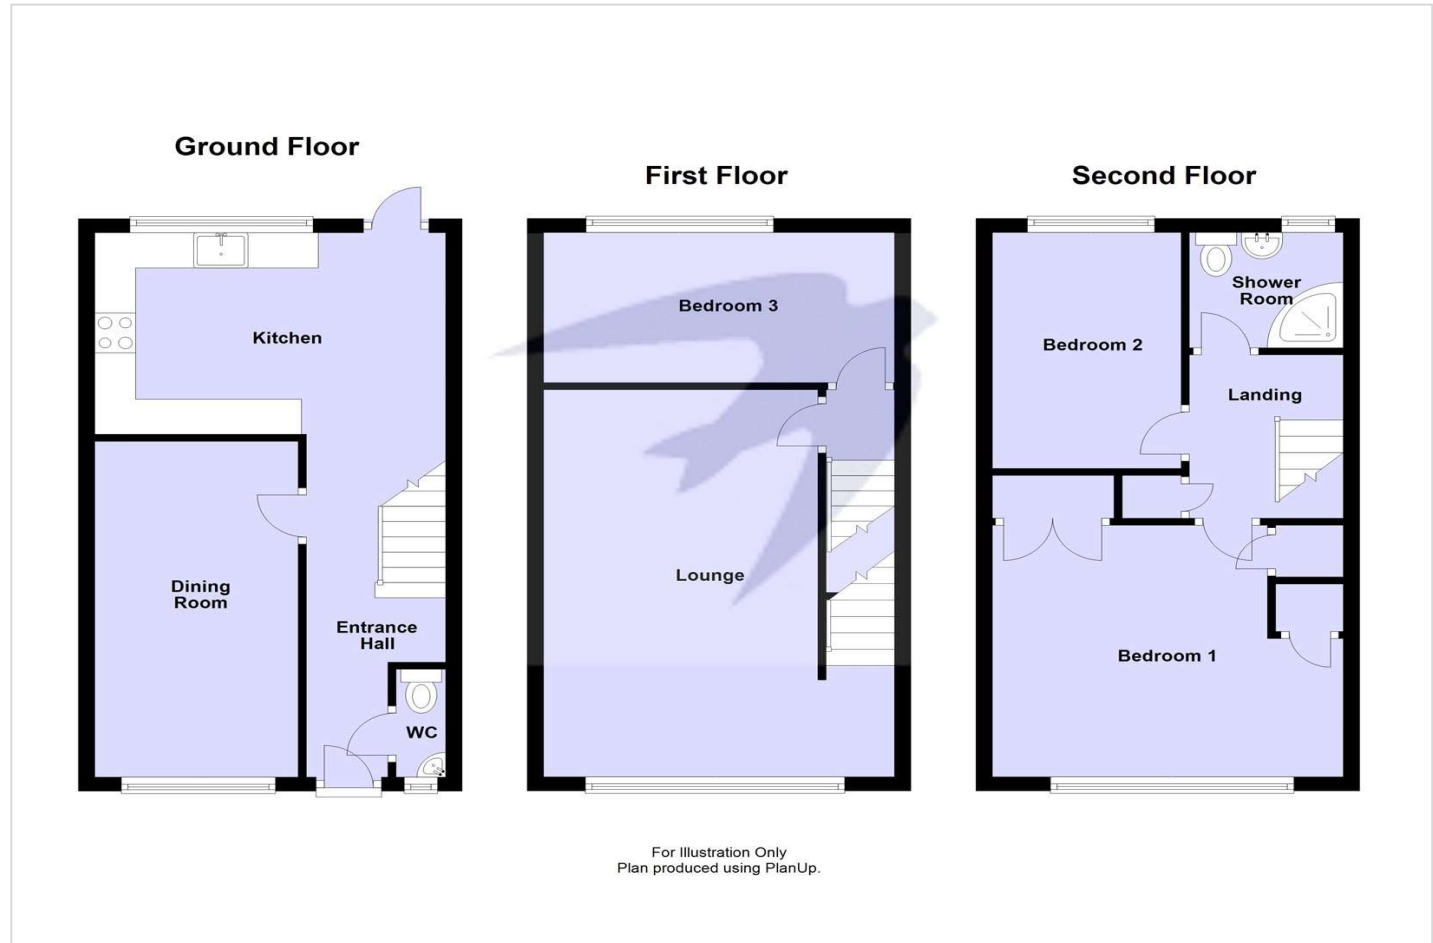 Ground Floor
Kitchen
Dining
Room
Entrance
Hall
WC
First Floor
Bedroom 3
Lounge
Second Floor
Shower
Room
Bedroom 2
Landing
Bedroom 1
For Illustration Only
Plan produced using PlanUp.